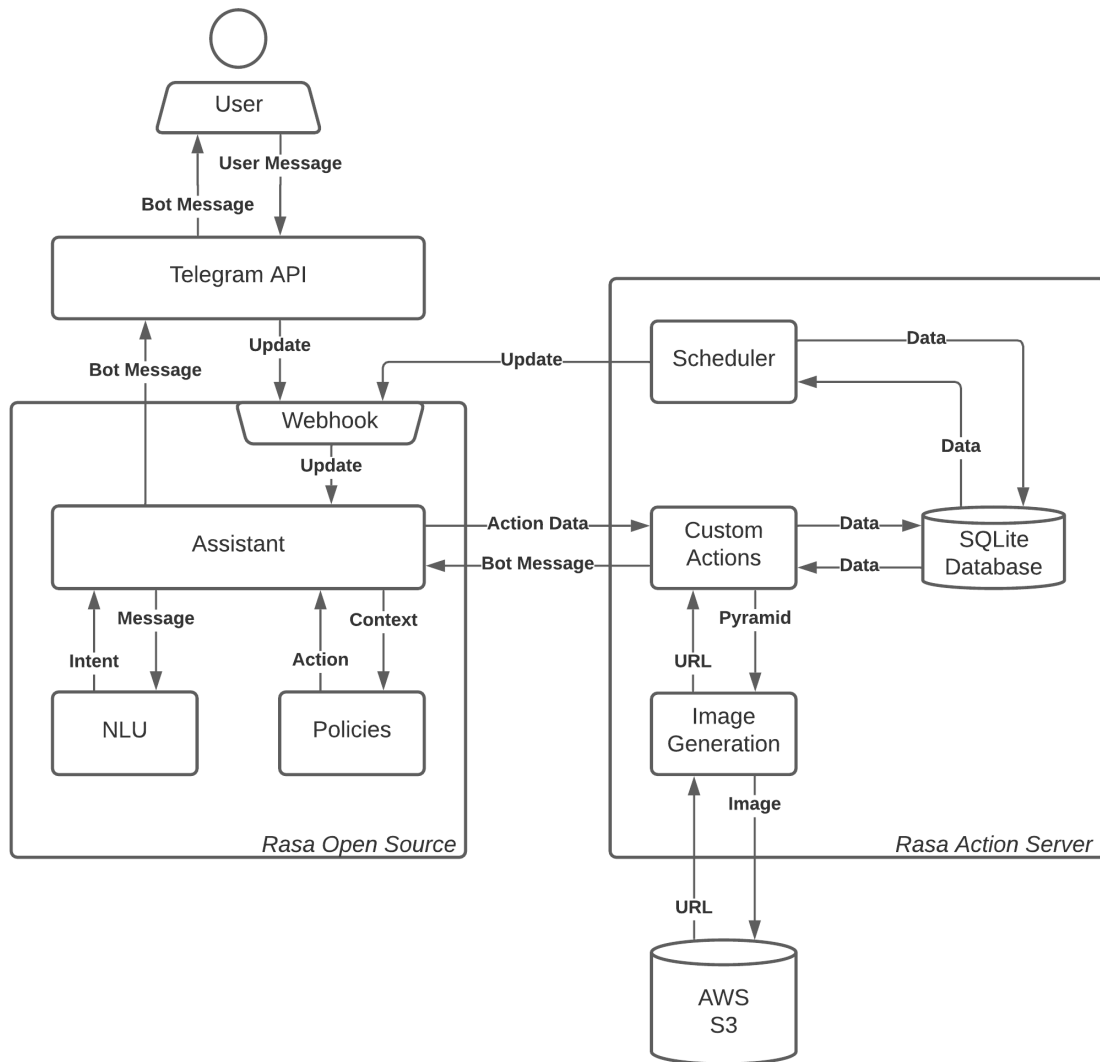 User
User Message
Bot Message
Telegram API
Update
Bot Message
Scheduler
Data
Update
Webhook
Data
Update
Assistant
Action Data
Bot Message
Custom
Actions
Data
Data
SQLite
Database
Message
Intent
Context
Action
Pyramid
URL
NLU
Policies
Image
Generation
Image
Rasa Open Source
Rasa Action Server
URL
AWS
S3